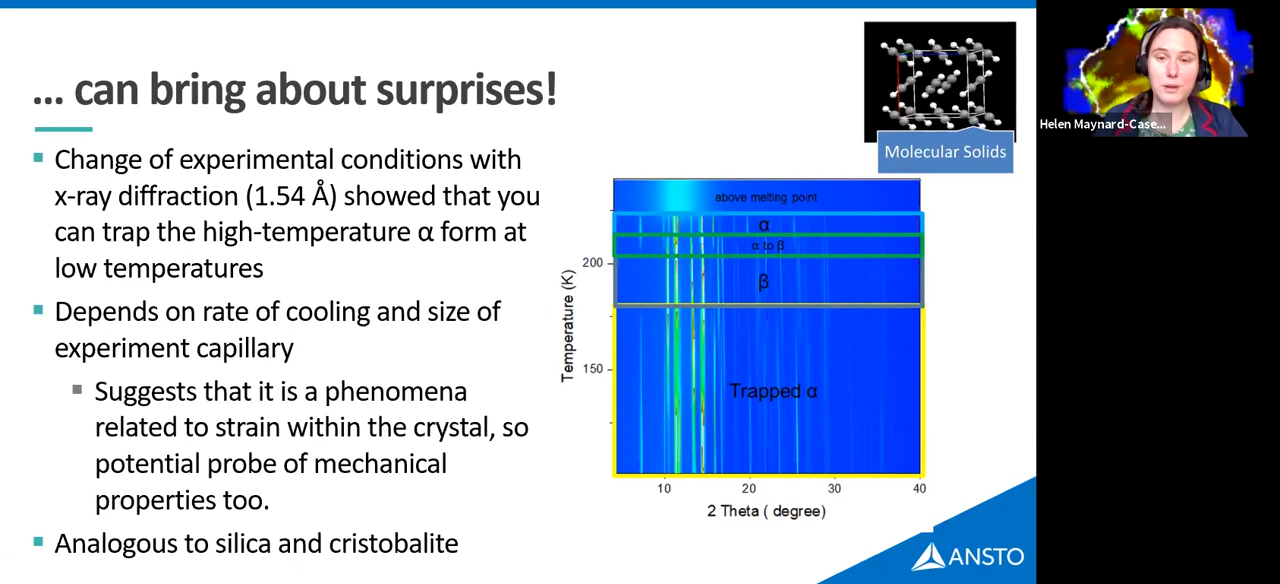 ... can bring about surprises!
Change of experimental conditions with
x-ray diffraction (1.54 Å) showed that you
can trap the high-temperature α form at
low temperatures
Depends on rate of cooling and size of
experiment capillary
Suggests that it is a phenomena
related to strain within the crystal, so
potential probe of mechanical
properties too.
Analogous to silica and cristobalite
Molecular Solids
above melting point
α
α to β
β
Trapped α
Temperature (K)
200
150
10 20 30 40
2 Theta ( degree)
ANSTO
Helen Maynard-Case...